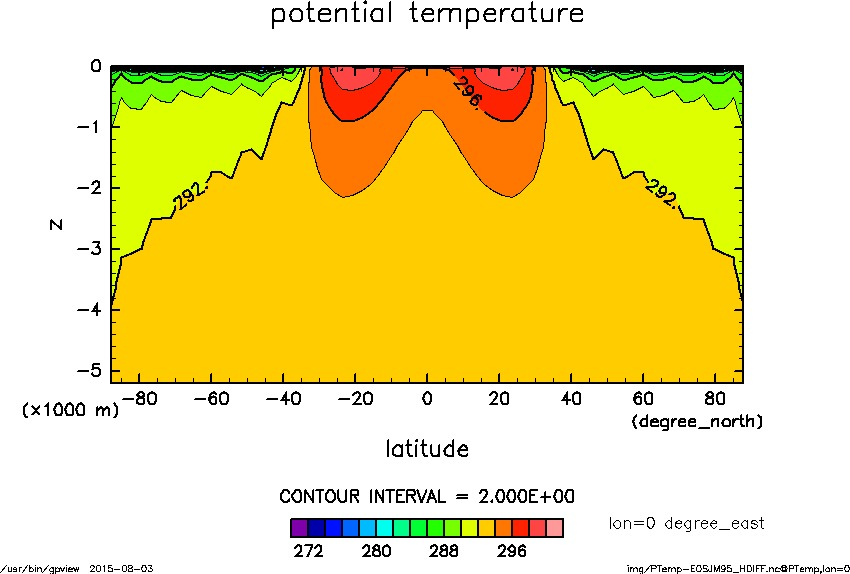 potential temperature
0
-1
-2
-3
-4
-5
z
296.
292.
292.
-80 -60 -40 -20 0 20 40 60 80
(×1000 m)
(degree_north)
latitude
CONTOUR INTERVAL = 2.000E+00
272 280 288 296
lon=0 degree_east
/usr/bin/gpview 2015-08-03
img/PTemp-EOSJM95_HDIFF.nc@PTemp,lon=0